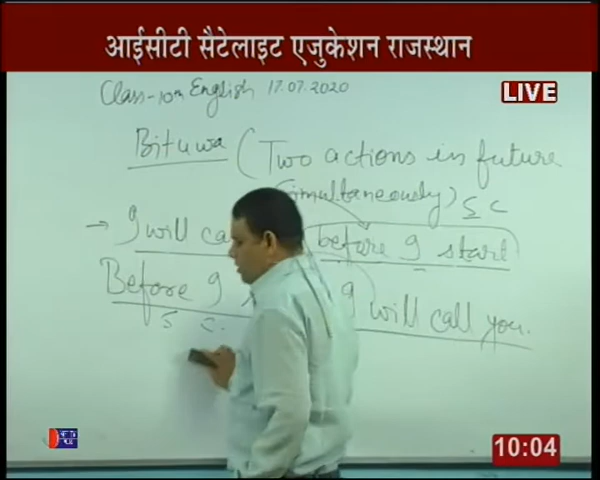 आईसीटी सैटेलाइट एजुकेशन राजस्थान
LIVE
Class-10th English 17.07.2020
Bituwa (Two actions in future
simultaneously)
S C
→ I will ca before I start
Before I I will call you.
S C.
10:04